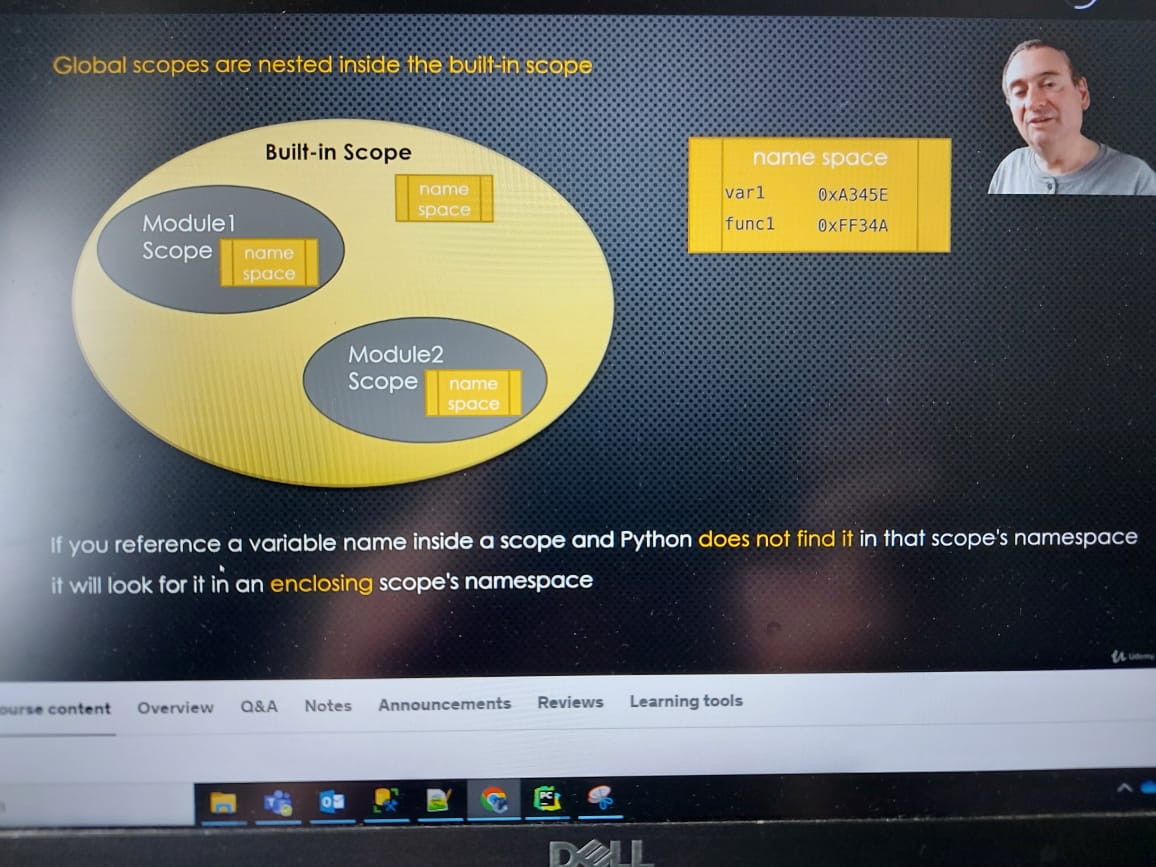 Global scopes are nested inside the built-in scope
Built-in Scope
name
space
Module1
Scope
name
space
Module2
Scope
name
space
name space
var1 0xA345E
func1 0xFF34A
If you reference a variable name inside a scope and Python does not find it in that scope's namespace
it will look for it in an enclosing scope's namespace
Udemy
ourse content Overview Q&A Notes Announcements Reviews Learning tools
PC
DELL